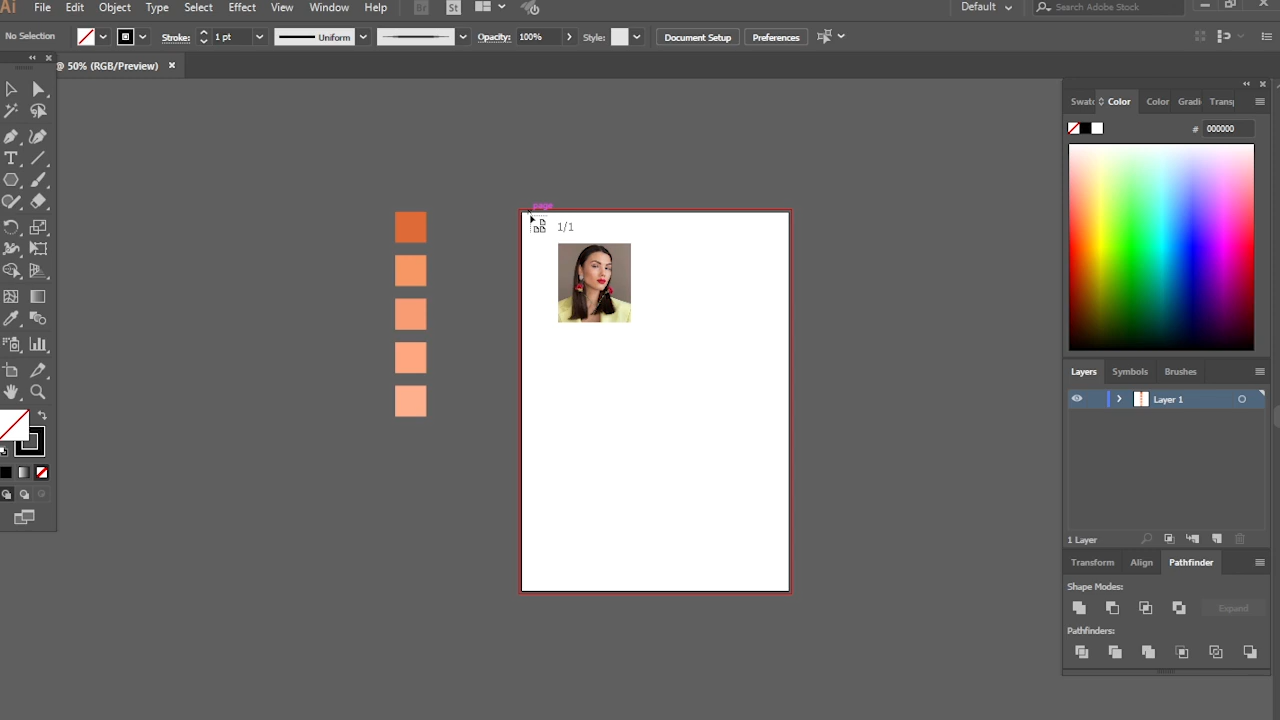 Ai File Edit Object Type Select Effect View Window Help Br St Default Search Adobe Stock
No Selection Stroke: 1 pt Uniform Opacity: 100% Style: Document Setup Preferences
@ 50% (RGB/Preview)
Swatc Color Color Gradi Transp
# 000000
page
1/1
Layers Symbols Brushes
Layer 1
1 Layer
Transform Align Pathfinder
Shape Modes:
Expand
Pathfinders: